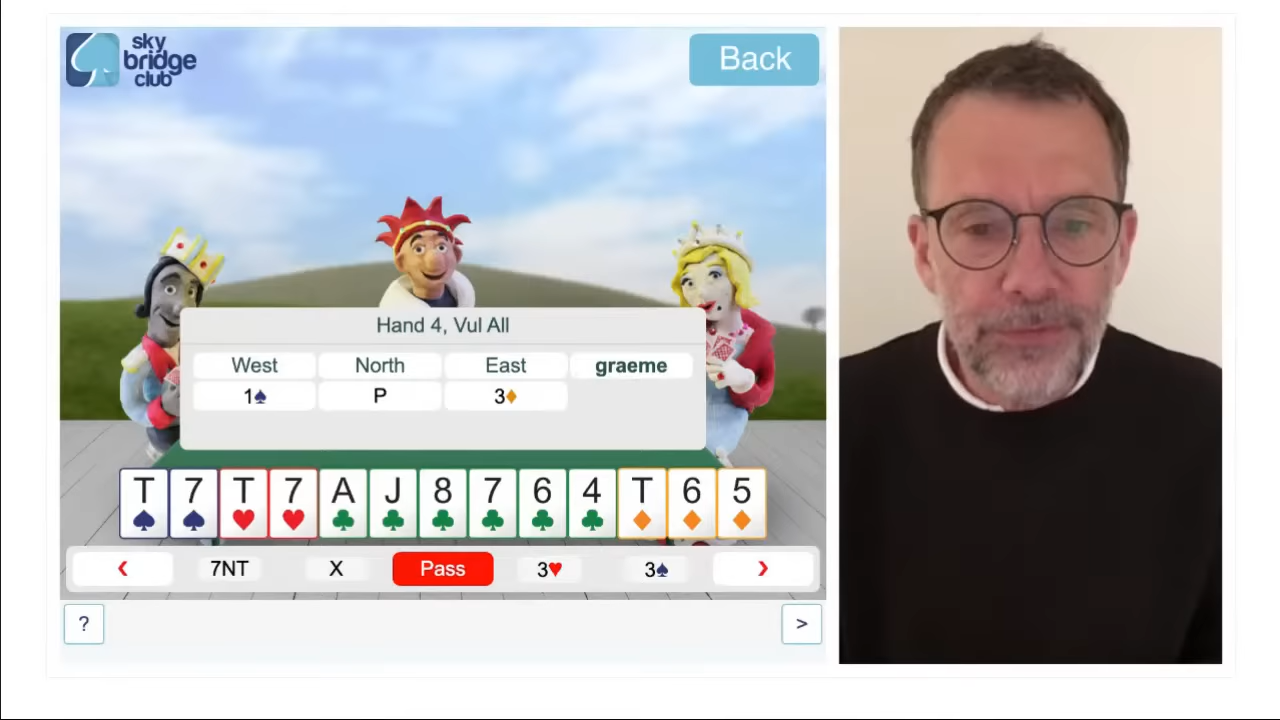 sky
bridge
club
Back
Hand 4, Vul All
West North East graeme
1♠ P 3♦
T♠ 7♠ T♥ 7♥ A♣ J♣ 8♣ 7♣ 6♣ 4♣ T♦ 6♦ 5♦
‹ 7NT X Pass 3♥ 3♠ ›
? >